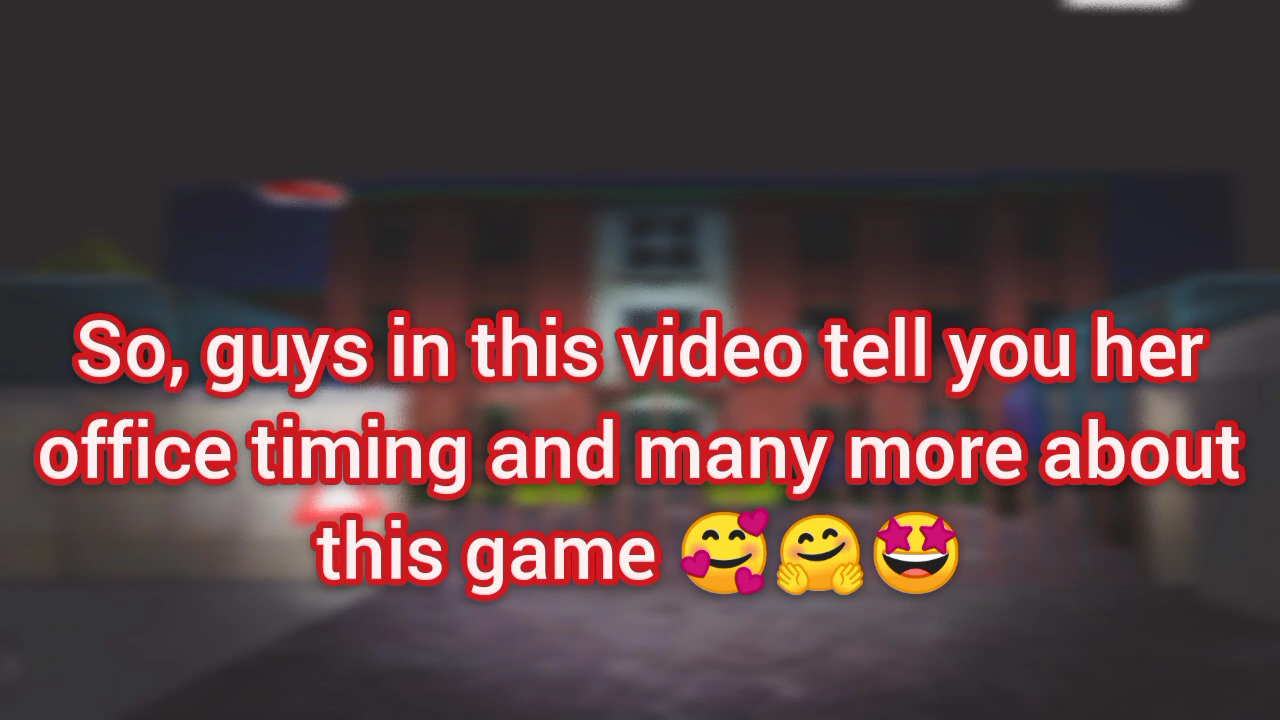 So, guys in this video tell you her
office timing and many more about
this game 🥰🤗🤩